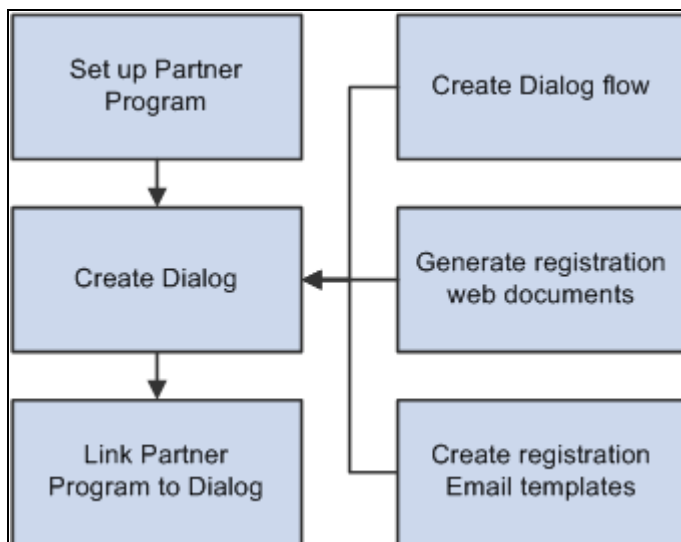 Set up Partner
Program
Create Dialog flow
Create Dialog
Generate registration
web documents
Link Partner
Program to Dialog
Create registration
Email templates